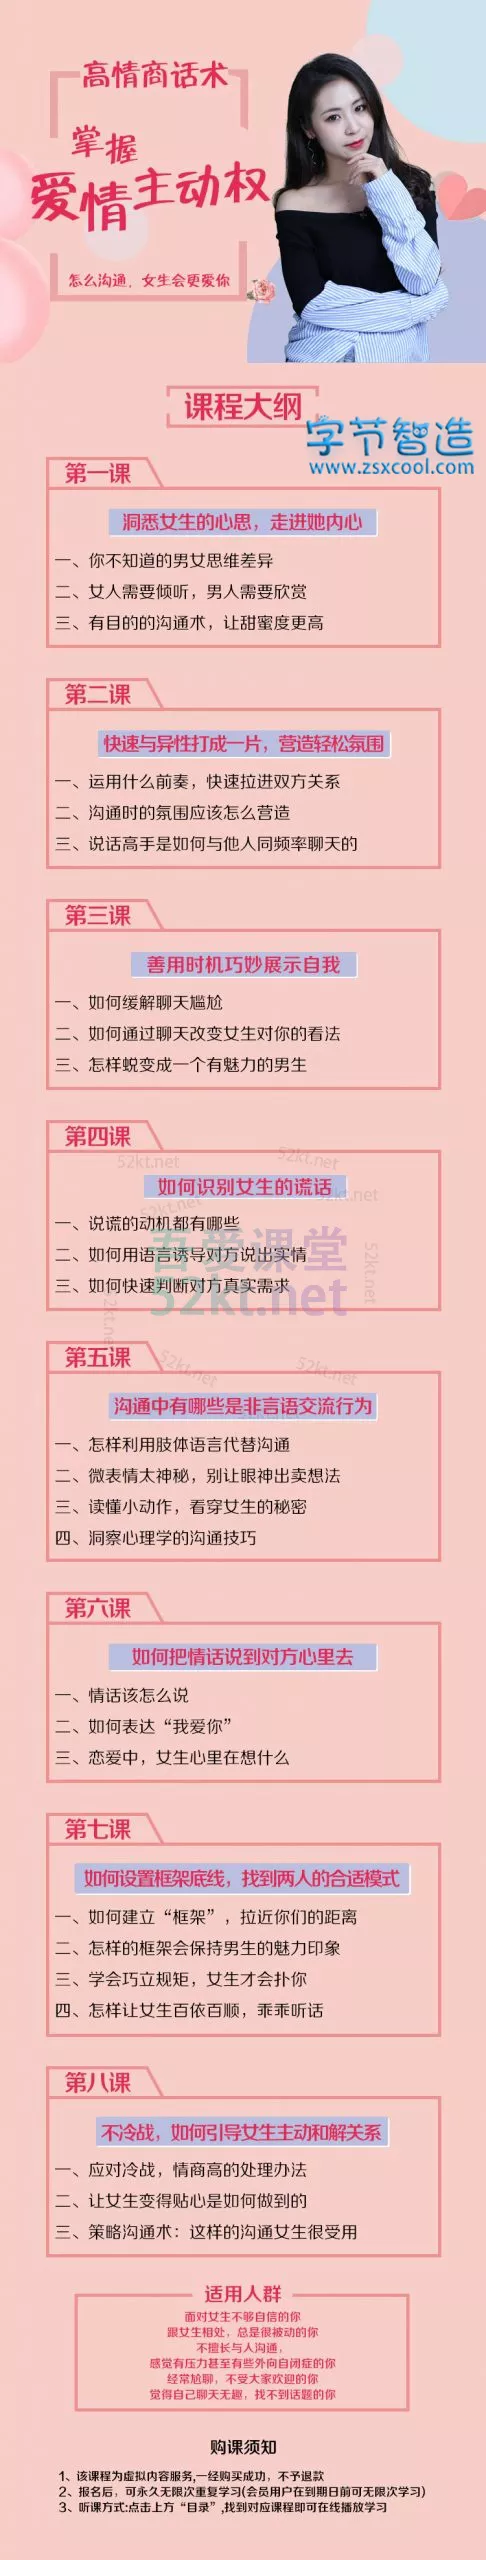 高情商话术
掌握
爱情主动权
怎么沟通，女生会更爱你
课程大纲
字节智造
www.zsxcool.com
第一课
洞悉女生的心思，走进她内心
一、你不知道的男女思维差异
二、女人需要倾听，男人需要欣赏
三、有目的的沟通术，让甜蜜度更高
第二课
快速与异性打成一片，营造轻松氛围
一、运用什么前奏，快速拉进双方关系
二、沟通时的氛围应该怎么营造
三、说话高手是如何与他人同频率聊天的
第三课
善用时机巧妙展示自我
一、如何缓解聊天尴尬
二、如何通过聊天改变女生对你的看法
三、怎样蜕变成一个有魅力的男生
第四课
52kt.net
52kt.net
如何识别女生的谎话
52kt.net
52kt.net
一、说谎的动机都有哪些
吾爱课堂
二、如何用语言诱导对方说出实情
52kt.net
三、如何快速判断对方真实需求
52kt.net
52kt.net
第五课
52kt.net
52kt.net
沟通中有哪些是非言语交流行为
一、怎样利用肢体语言代替沟通
二、微表情太神秘，别让眼神出卖想法
三、读懂小动作，看穿女生的秘密
四、洞察心理学的沟通技巧
第六课
如何把情话说到对方心里去
一、情话该怎么说
二、如何表达“我爱你”
三、恋爱中，女生心里在想什么
第七课
如何设置框架底线，找到两人的合适模式
一、如何建立“框架”，拉近你们的距离
二、怎样的框架会保持男生的魅力印象
三、学会巧立规矩，女生才会扑你
四、怎样让女生百依百顺，乖乖听话
第八课
不冷战，如何引导女生主动和解关系
一、应对冷战，情商高的处理办法
二、让女生变得贴心是如何做到的
三、策略沟通术：这样的沟通女生很受用
适用人群
面对女生不够自信的你
跟女生相处，总是很被动的你
不擅长与人沟通，
感觉有压力甚至有些外向自闭症的你
经常尬聊，不受大家欢迎的你
觉得自己聊天无趣，找不到话题的你
购课须知
1、该课程为虚拟内容服务,一经购买成功，不予退款
2、报名后，可永久无限次重复学习(会员用户在到期日前可无限次学习)
3、听课方式:点击上方“目录”,找到对应课程即可在线播放学习